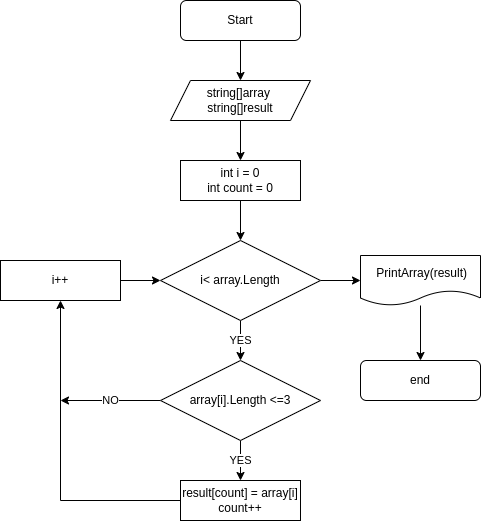 Start
string[]array
string[]result
int i = 0
int count = 0
i++
i< array.Length
PrintArray(result)
YES
end
NO
array[i].Length <=3
YES
result[count] = array[i]
count++